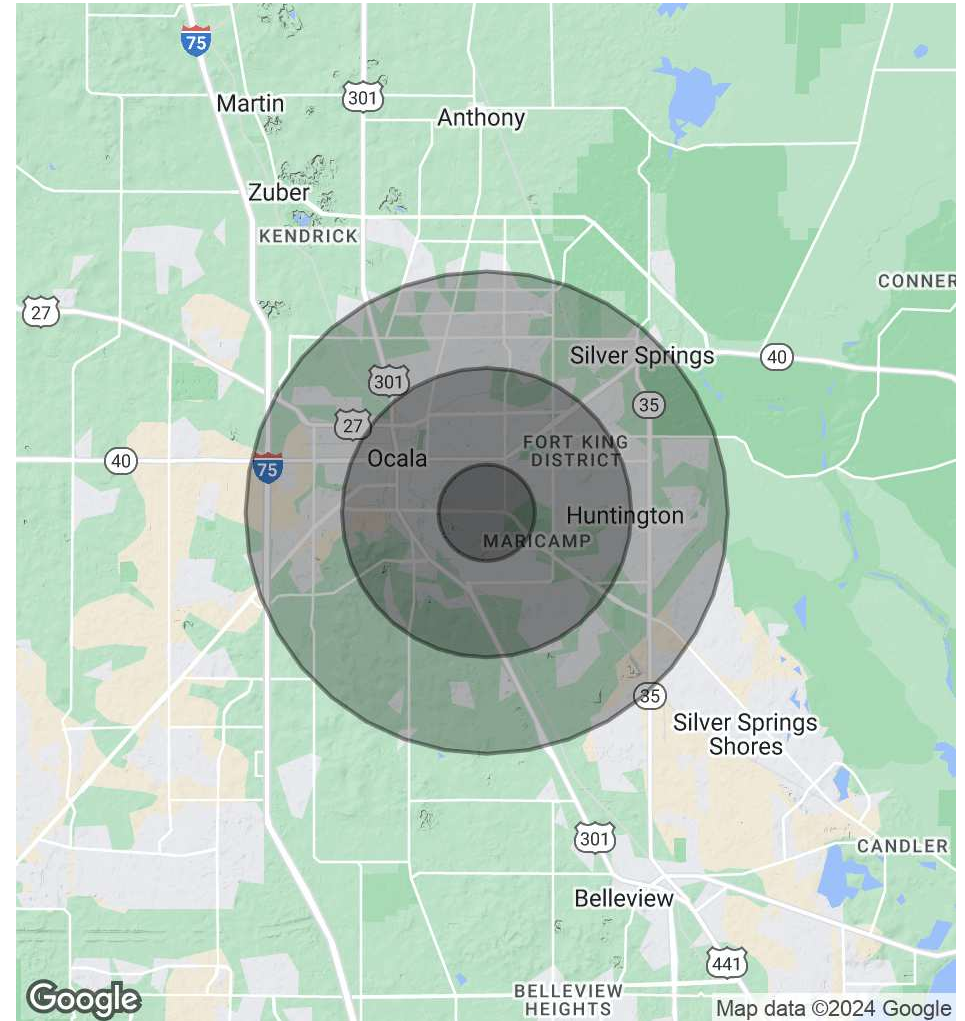 75
Martin
301
Anthony
Zuber
KENDRICK
CONNER
27
Silver Springs
40
301
35
27
FORT KING
DISTRICT
Ocala
40
75
Huntington
MARICAMP
35
Silver Springs
Shores
301
CANDLER
Belleview
441
BELLEVIEW
HEIGHTS
Google
Map data ©2024 Google